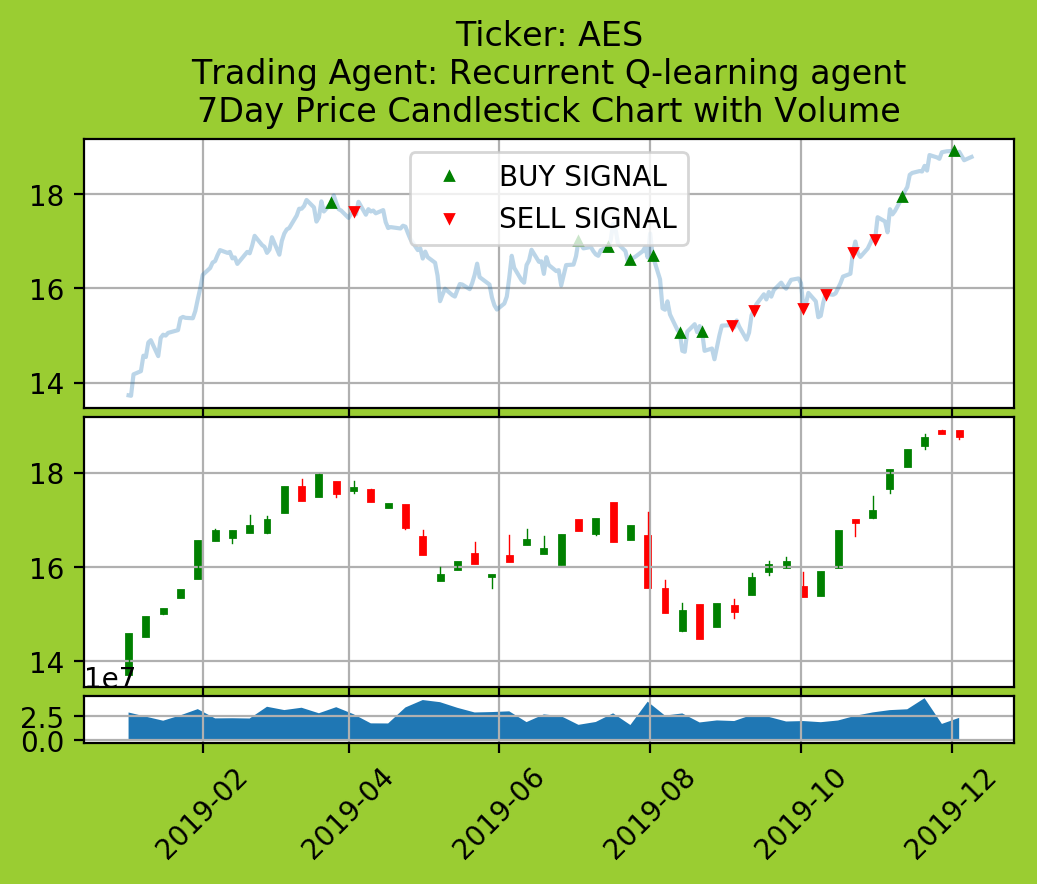 Ticker: AES
Trading Agent: Recurrent Q-learning agent
7Day Price Candlestick Chart with Volume
BUY SIGNAL
SELL SIGNAL
18
16
14
18
16
14
1e7
2.5
0.0
2019-02
2019-04
2019-06
2019-08
2019-10
2019-12